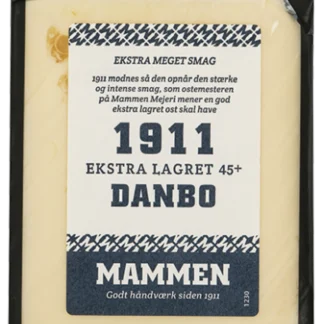 EKSTRA MEGET SMAG
1911 modnes så den opnår den stærke
og intense smag, som ostemesteren
på Mammen Mejeri mener en god
ekstra lagret ost skal have
1911
EKSTRA LAGRET 45+
DANBO
MAMMEN
Godt håndværk siden 1911
1230